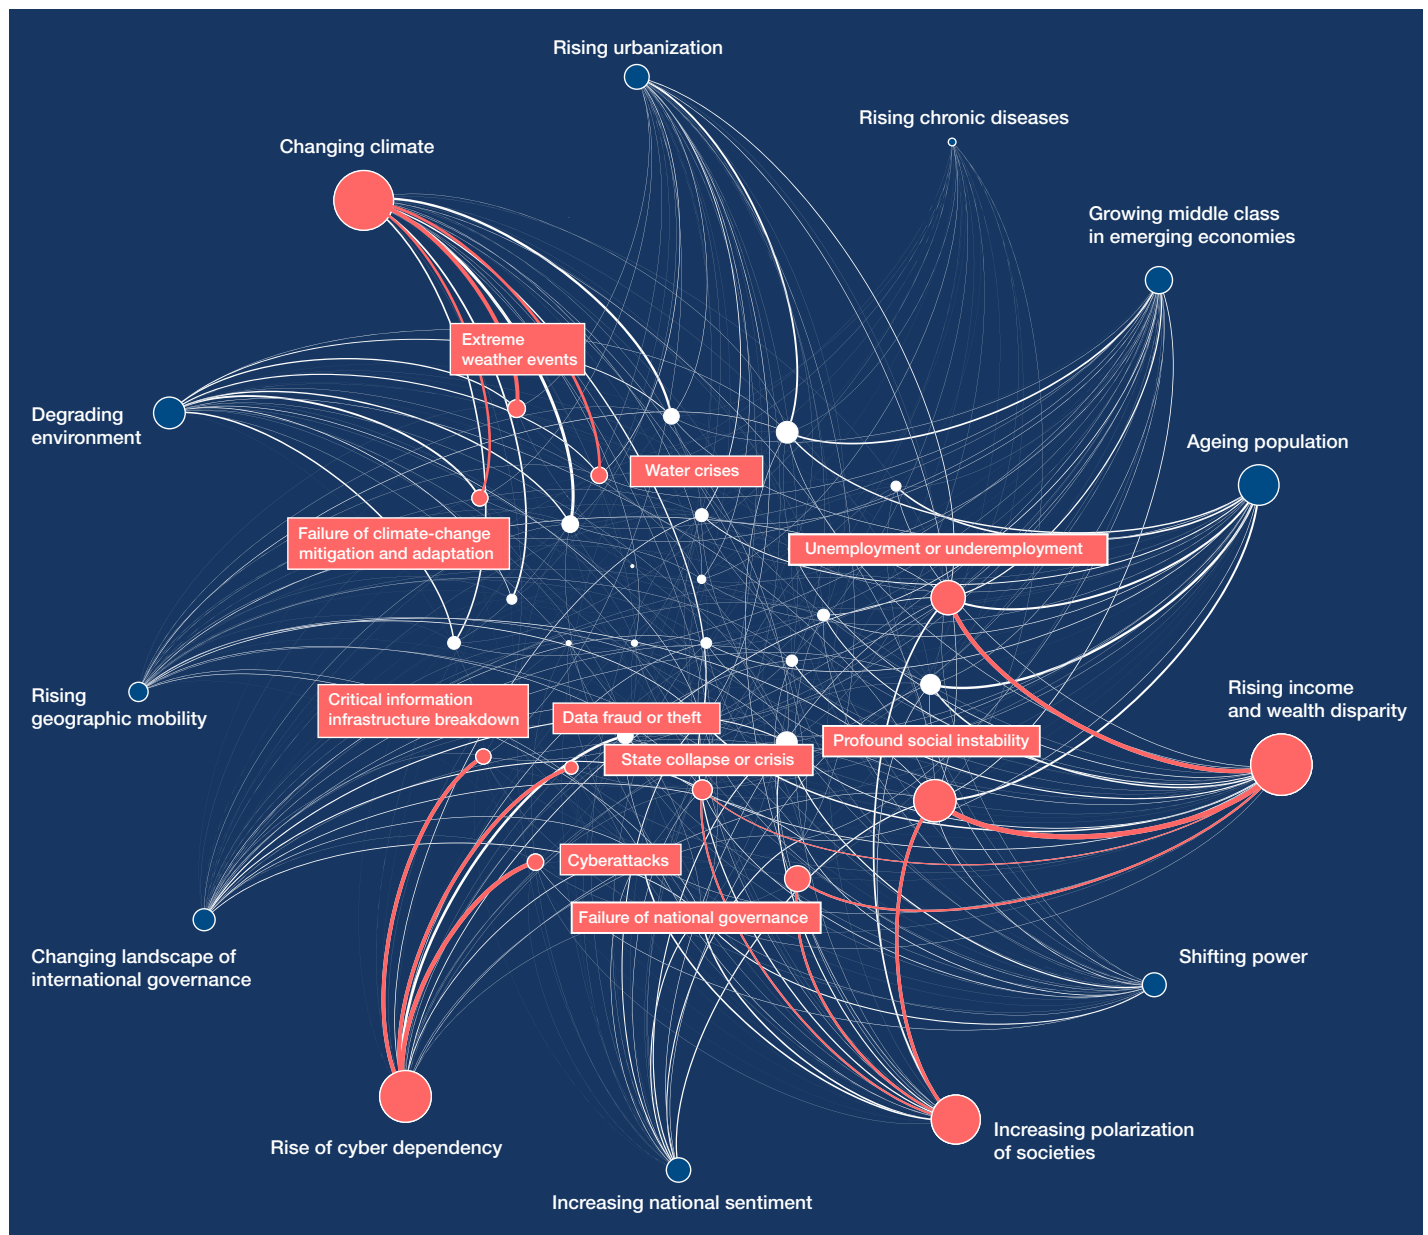 Rising urbanization
Rising chronic diseases
Changing climate
Growing middle class
in emerging economies
Extreme
weather events
Degrading
environment
Ageing population
Water crises
Failure of climate-change
mitigation and adaptation
Unemployment or underemployment
Rising
geographic mobility
Critical information
infrastructure breakdown
Data fraud or theft
Rising income
and wealth disparity
Profound social instability
State collapse or crisis
Cyberattacks
Failure of national governance
Changing landscape of
international governance
Shifting power
Rise of cyber dependency
Increasing polarization
of societies
Increasing national sentiment